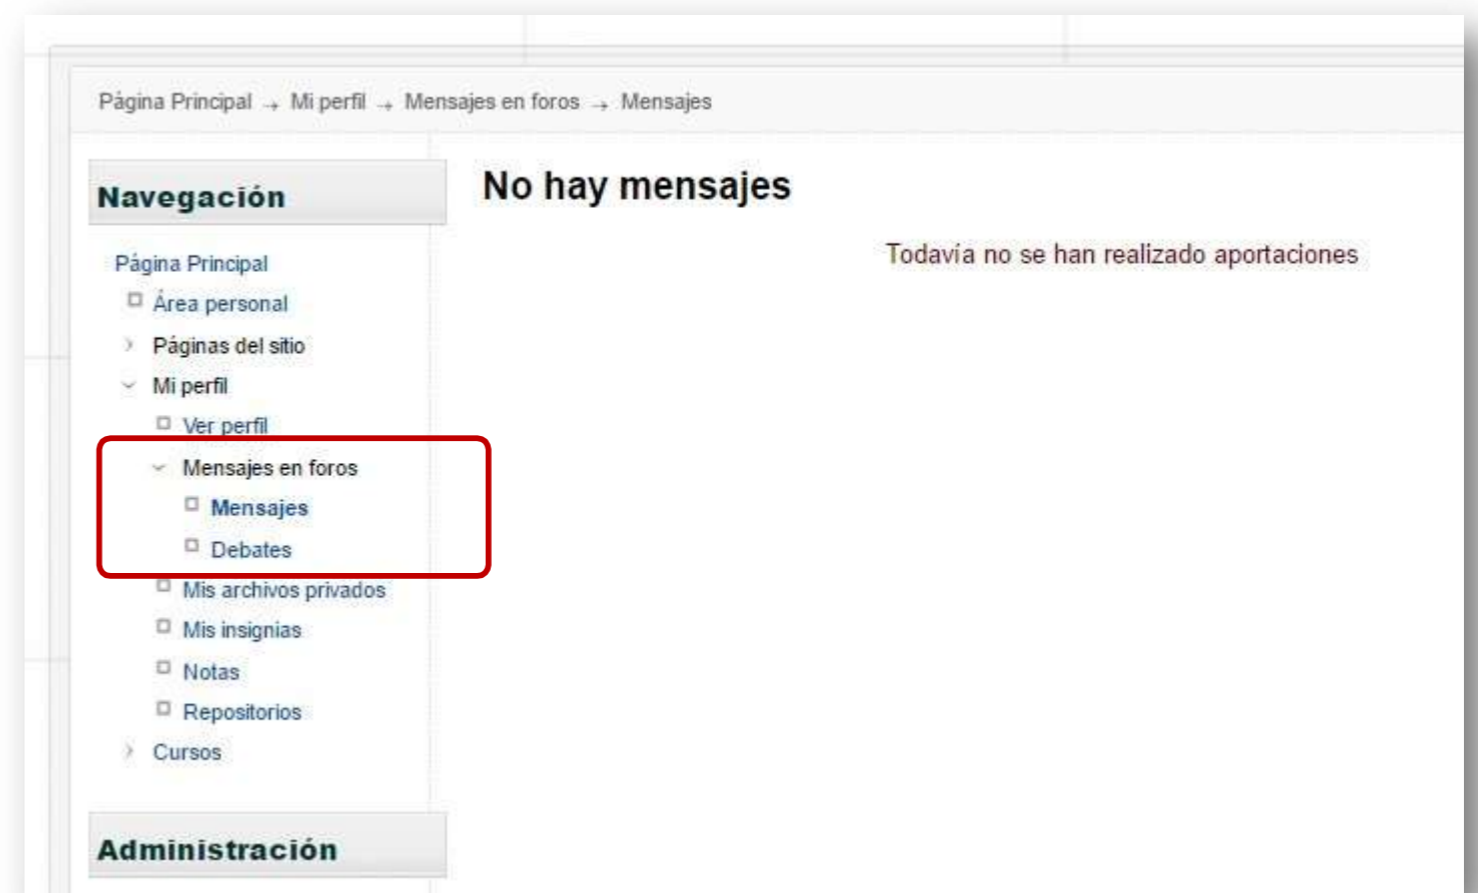 Página Principal → Mi perfil → Mensajes en foros → Mensajes
Navegación
Página Principal
Área personal
Páginas del sitio
Mi perfil
Ver perfil
Mensajes en foros
Mensajes
Debates
Mis archivos privados
Mis insignias
Notas
Repositorios
Cursos
Administración
No hay mensajes
Todavía no se han realizado aportaciones